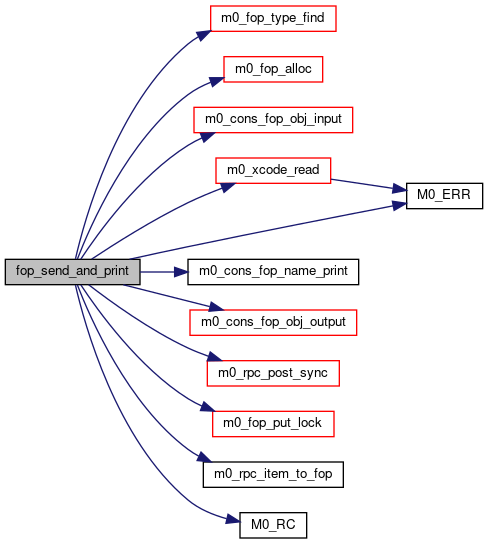 m0_fop_type_find
m0_fop_alloc
m0_cons_fop_obj_input
m0_xcode_read
M0_ERR
fop_send_and_print
m0_cons_fop_name_print
m0_cons_fop_obj_output
m0_rpc_post_sync
m0_fop_put_lock
m0_rpc_item_to_fop
M0_RC